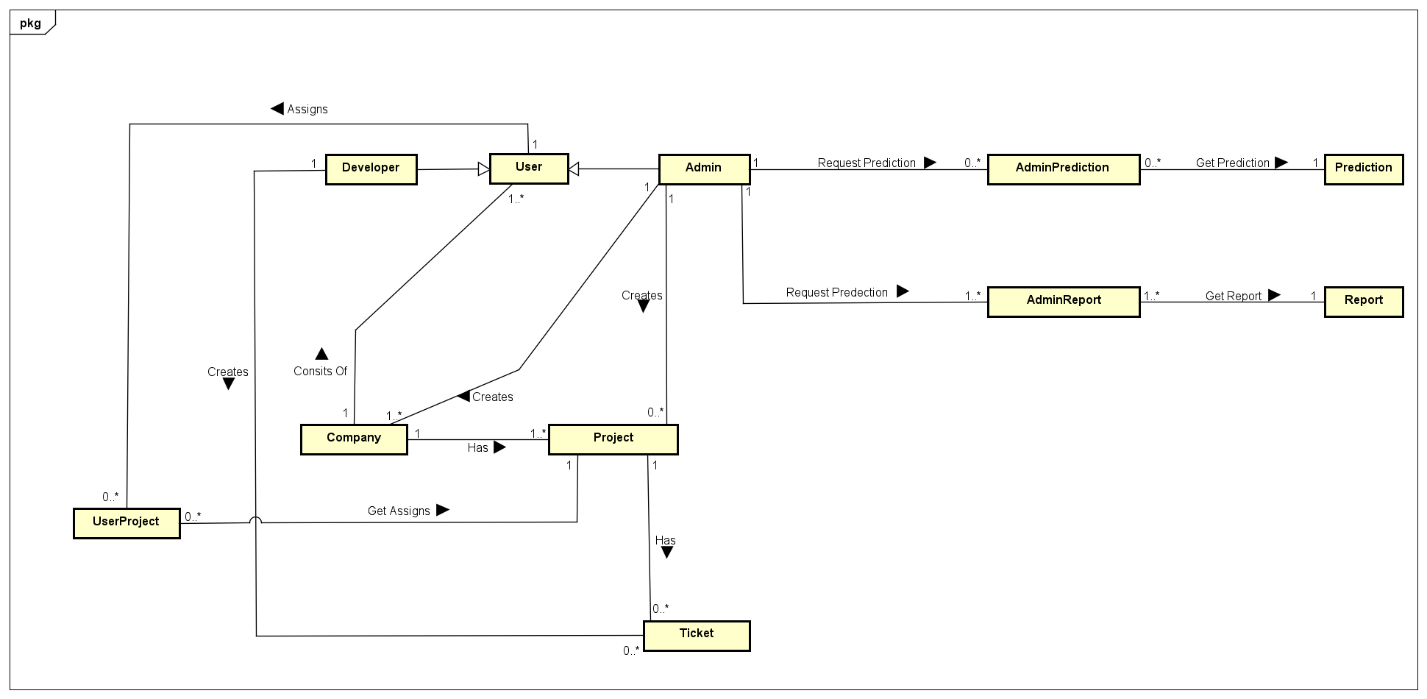 pkg
Assigns
1
1
Developer
User
Admin
1
Request Prediction
0..*
AdminPrediction
0..*
Get Prediction
1
Prediction
1..*
1
1
1
Creates
Request Predection
1..*
AdminReport
1..*
Get Report
1
Report
Creates
Consits Of
Creates
1
1..*
0..*
Company
1
Has
1..*
Project
1
1
0..*
UserProject
0..*
Get Assigns
Has
0..*
Ticket
0..*